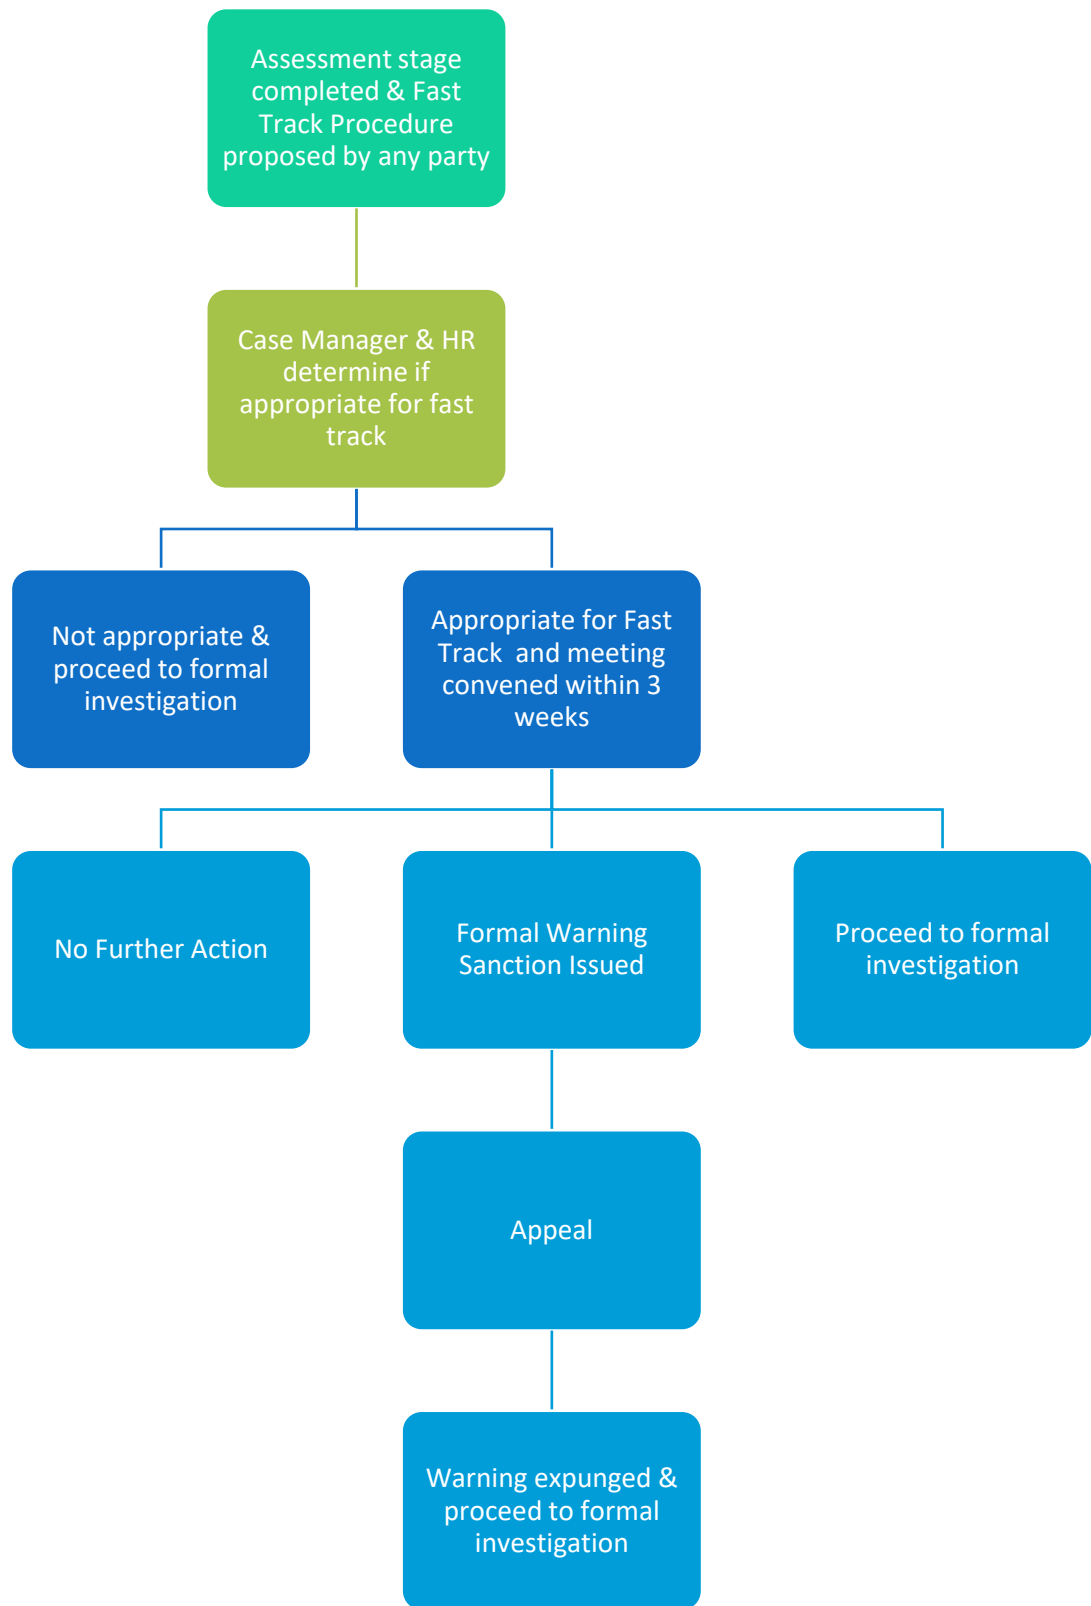 Assessment stage
completed & Fast
Track Procedure
proposed by any party
Case Manager & HR
determine if
appropriate for fast
track
Not appropriate &
proceed to formal
investigation
Appropriate for Fast
Track  and meeting
convened within 3
weeks
No Further Action
Formal Warning
Sanction Issued
Proceed to formal
investigation
Appeal
Warning expunged &
proceed to formal
investigation